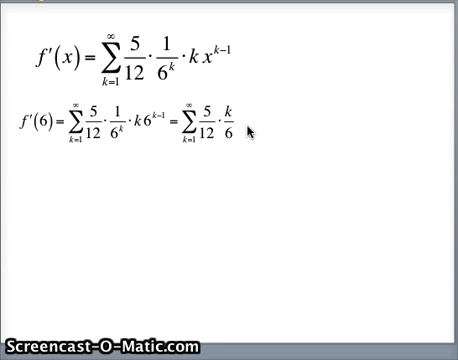 f'(x) = ∑_{k=1}^{∞} 5/12 · 1/6^k · k x^{k−1}
f'(6) = ∑_{k=1}^{∞} 5/12 · 1/6^k · k6^{k−1} = ∑_{k=1}^{∞} 5/12 · k/6
Screencast-O-Matic.com